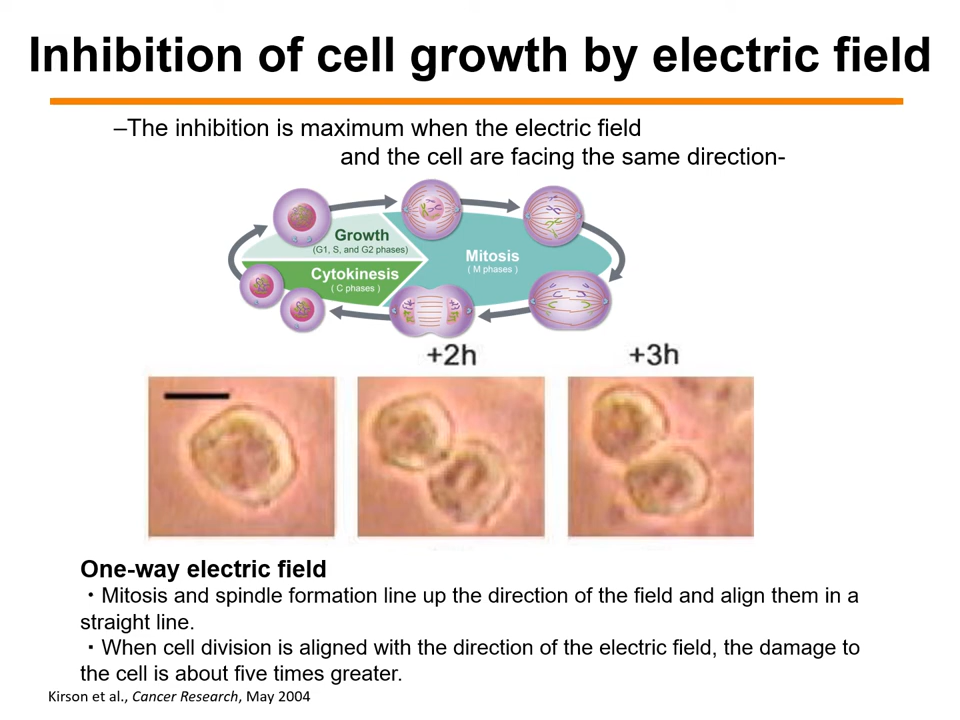 Inhibition of cell growth by electric field
–The inhibition is maximum when the electric field
and the cell are facing the same direction-
Growth
(G1, S, and G2 phases)
Mitosis
( M phases )
Cytokinesis
( C phases )
+2h
+3h
One-way electric field
・Mitosis and spindle formation line up the direction of the field and align them in a
straight line.
・When cell division is aligned with the direction of the electric field, the damage to
the cell is about five times greater.
Kirson et al., Cancer Research, May 2004